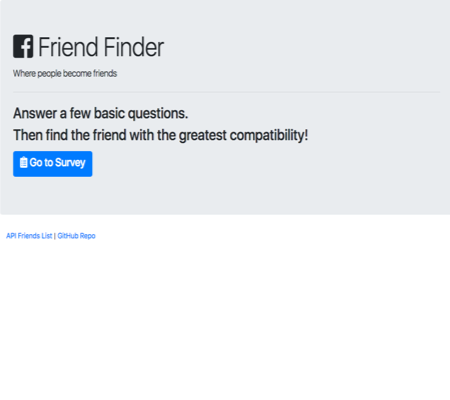 Friend Finder
Where people become friends
Answer a few basic questions.
Then find the friend with the greatest compatibility!
Go to Survey
API Friends List | GitHub Repo